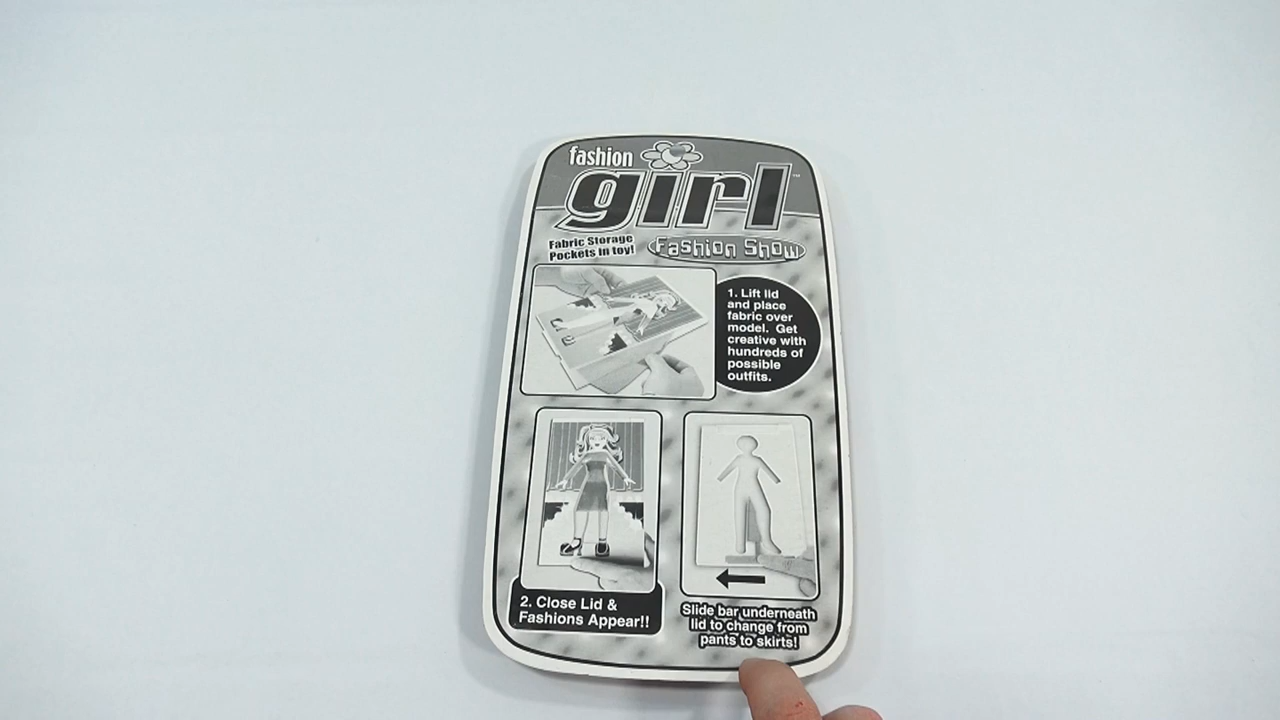 fashion
girl™
Fabric Storage
Pockets in toy!
Fashion Show
1. Lift lid
and place
fabric over
model. Get
creative with
hundreds of
possible
outfits.
2. Close Lid &
Fashions Appear!!
Slide bar underneath
lid to change from
pants to skirts!